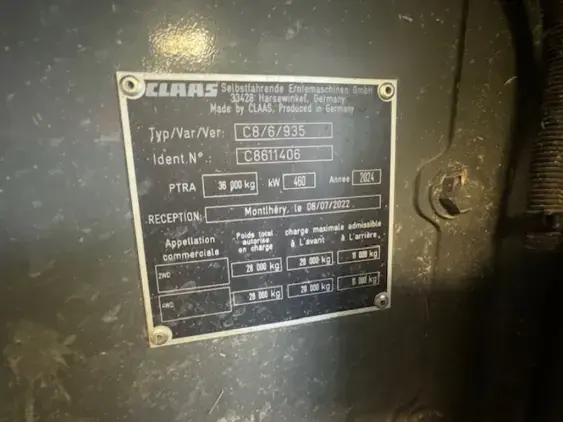 CLAAS Selbstfahrende Erntemaschinen GmbH
33428 Harsewinkel, Germany
Made by CLAAS, Produced in Germany
Typ/Var/Ver: C8/6/935
Ident.N°: C8611406
PTRA 36 000 kg kW 460 Année 2024
RECEPTION: Montlhéry, le 08/07/2022
Appellation commerciale Poids total autorisé en charge charge maximale admissible à L'avant à L'arrière
2WD 28 000 kg 28 000 kg 11 000 kg
4WD 28 000 kg 28 000 kg 000 kg